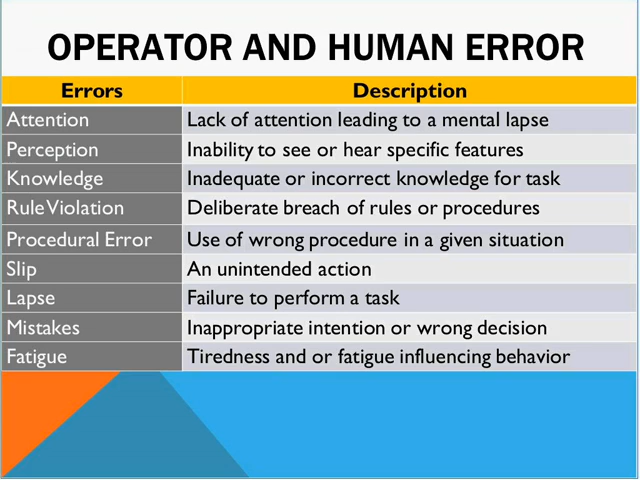 OPERATOR AND HUMAN ERROR
Errors Description
Attention Lack of attention leading to a mental lapse
Perception Inability to see or hear specific features
Knowledge Inadequate or incorrect knowledge for task
Rule Violation Deliberate breach of rules or procedures
Procedural Error Use of wrong procedure in a given situation
Slip An unintended action
Lapse Failure to perform a task
Mistakes Inappropriate intention or wrong decision
Fatigue Tiredness and or fatigue influencing behavior